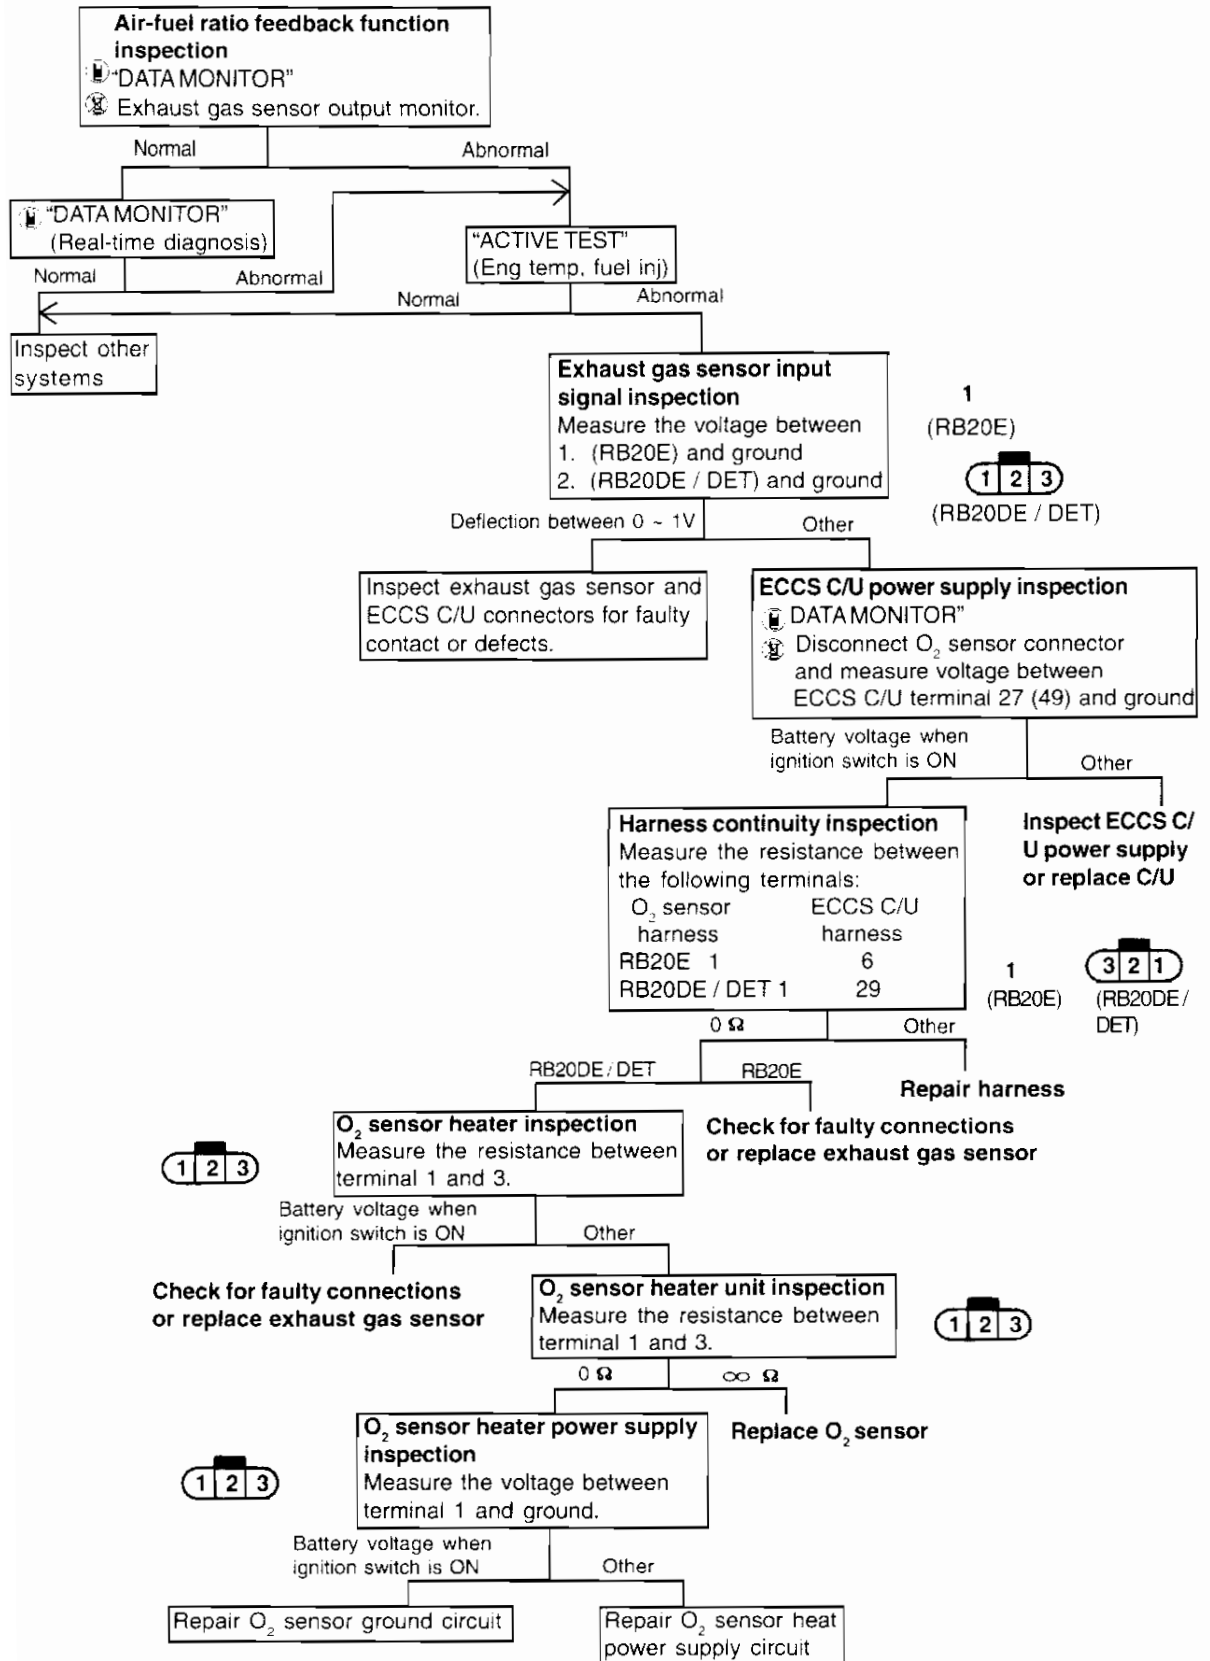 Air-fuel ratio feedback function
inspection
"DATA MONITOR"
Exhaust gas sensor output monitor.
Normal
Abnormal
"DATA MONITOR"
(Real-time diagnosis)
"ACTIVE TEST"
(Eng temp, fuel inj)
Normal
Abnormal
Normal
Abnormal
Inspect other
systems
Exhaust gas sensor input
signal inspection
Measure the voltage between
1. (RB20E) and ground
2. (RB20DE / DET) and ground
1
(RB20E)
1 2 3
(RB20DE / DET)
Deflection between 0 ~ 1V
Other
Inspect exhaust gas sensor and
ECCS C/U connectors for faulty
contact or defects.
ECCS C/U power supply inspection
DATA MONITOR"
Disconnect O₂ sensor connector
and measure voltage between
ECCS C/U terminal 27 (49) and ground
Battery voltage when
ignition switch is ON
Other
Harness continuity inspection
Measure the resistance between
the following terminals:
O₂ sensor ECCS C/U
harness harness
RB20E 1 6
RB20DE / DET 1 29
Inspect ECCS C/
U power supply
or replace C/U
1
(RB20E)
3 2 1
(RB20DE /
DET)
0 Ω
Other
RB20DE / DET
RB20E
Repair harness
O₂ sensor heater inspection
Measure the resistance between
terminal 1 and 3.
1 2 3
Check for faulty connections
or replace exhaust gas sensor
Battery voltage when
ignition switch is ON
Other
Check for faulty connections
or replace exhaust gas sensor
O₂ sensor heater unit inspection
Measure the resistance between
terminal 1 and 3.
1 2 3
0 Ω
∞ Ω
O₂ sensor heater power supply
inspection
Measure the voltage between
terminal 1 and ground.
1 2 3
Replace O₂ sensor
Battery voltage when
ignition switch is ON
Other
Repair O₂ sensor ground circuit
Repair O₂ sensor heat
power supply circuit